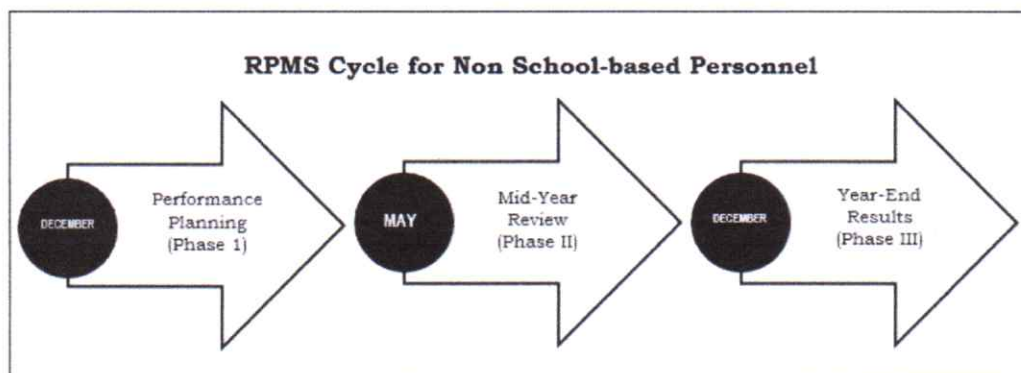 RPMS Cycle for Non School-based Personnel
DECEMBER
Performance
Planning
(Phase 1)
MAY
Mid-Year
Review
(Phase II)
DECEMBER
Year-End
Results
(Phase III)